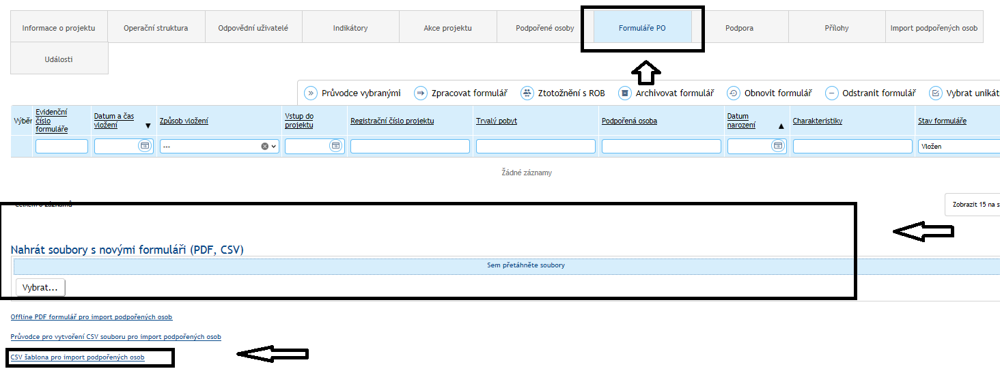 Informace o projektu
Operační struktura
Odpovědní uživatelé
Indikátory
Akce projektu
Podpořené osoby
Formuláře PO
Podpora
Přílohy
Import podpořených osob
Události
Průvodce vybranými
Zpracovat formulář
Ztotožnění s ROB
Archivovat formulář
Obnovit formulář
Odstranit formulář
Vybrat unikát
Výběr
Evidenční
číslo
formuláře
Datum a čas
vložení
Způsob vložení
Vstup do
projektu
Registrační číslo projektu
Trvalý pobyt
Podpořená osoba
Datum
narození
Charakteristiky
Stav formuláře
---
Vložen
Žádné záznamy
Celkem 0 záznamů
Zobrazit 15 na s
Nahrát soubory s novými formuláři (PDF, CSV)
Sem přetáhněte soubory
Vybrat...
Offline PDF formulář pro import podpořených osob
Průvodce pro vytvoření CSV souboru pro import podpořených osob
CSV šablona pro import podpořených osob